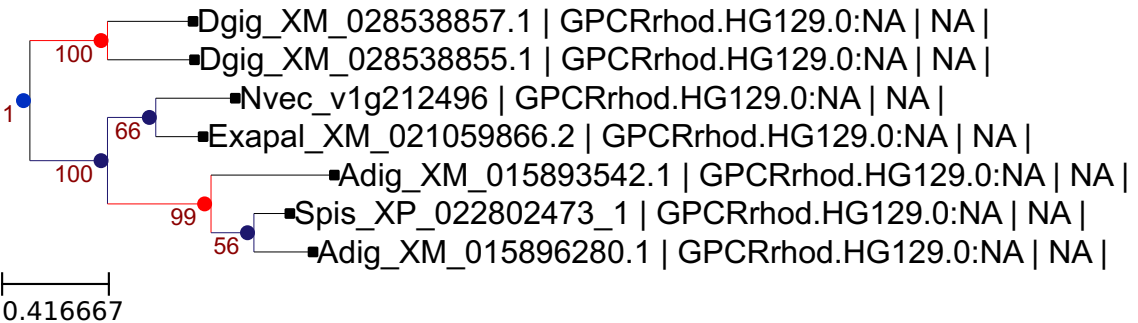 Dgig_XM_028538857.1 | GPCRrhod.HG129.0:NA | NA |
100
Dgig_XM_028538855.1 | GPCRrhod.HG129.0:NA | NA |
Nvec_v1g212496 | GPCRrhod.HG129.0:NA | NA |
1
66
Exapal_XM_021059866.2 | GPCRrhod.HG129.0:NA | NA |
100
Adig_XM_015893542.1 | GPCRrhod.HG129.0:NA | NA |
99
Spis_XP_022802473_1 | GPCRrhod.HG129.0:NA | NA |
56
Adig_XM_015896280.1 | GPCRrhod.HG129.0:NA | NA |
0.416667